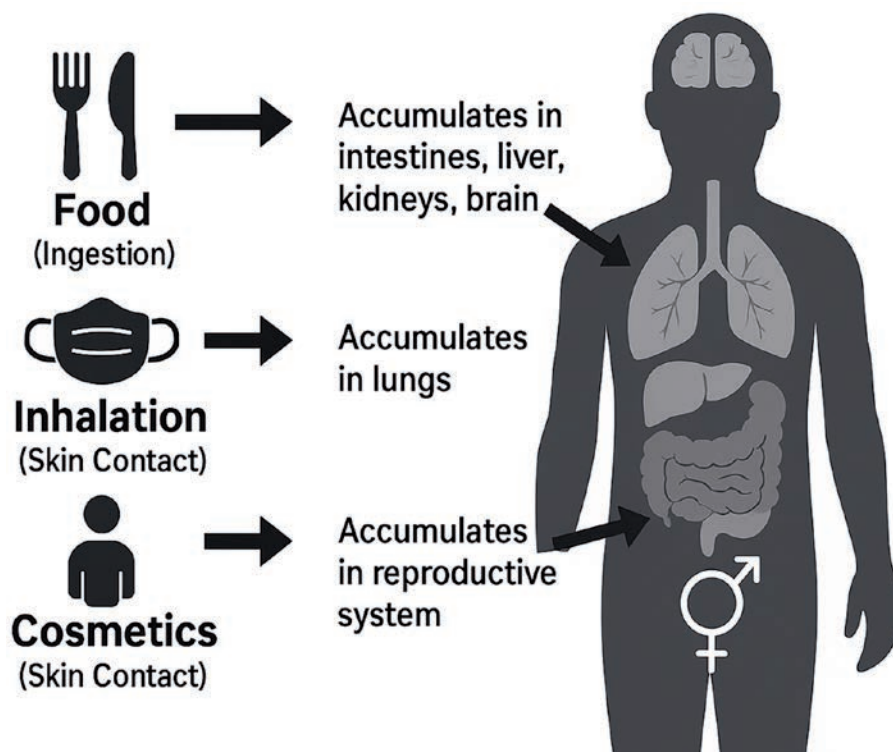 Food
(Ingestion)
Accumulates in
intestines, liver,
kidneys, brain
Inhalation
(Skin Contact)
Accumulates
in lungs
Cosmetics
(Skin Contact)
Accumulates
in reproductive
system